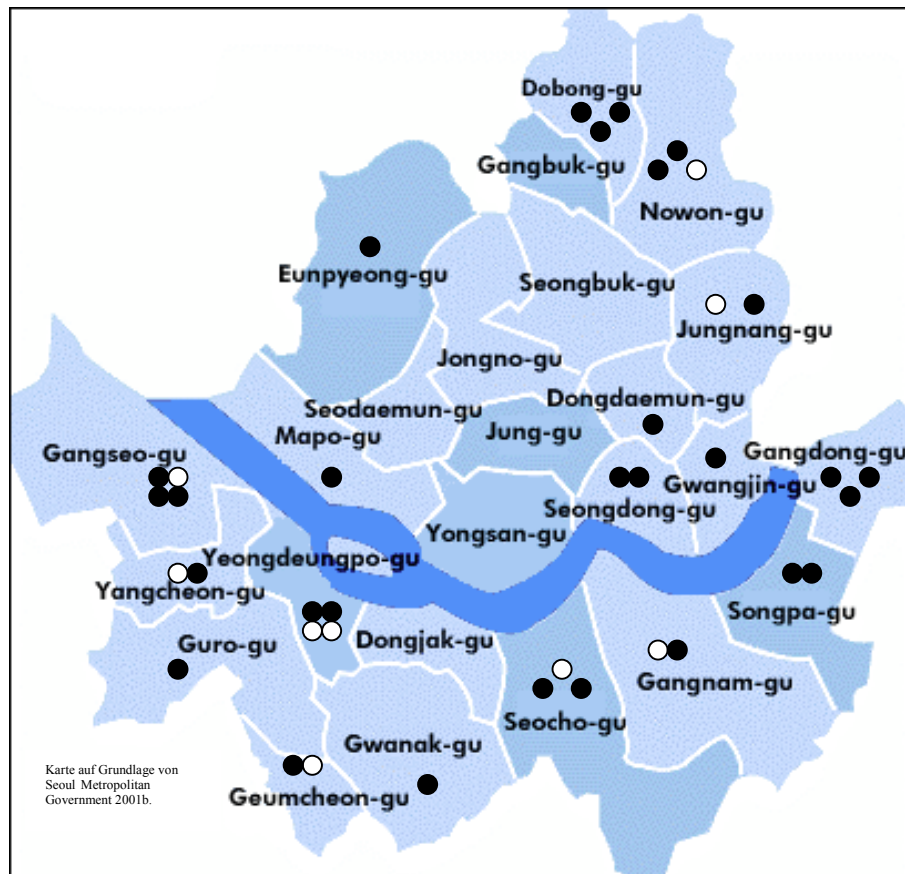 Dobong-gu
Gangbuk-gu
Nowon-gu
Eunpyeong-gu
Seongbuk-gu
Jungnang-gu
Jongno-gu
Dongdaemun-gu
Seodaemun-gu
Mapo-gu
Jung-gu
Gangseo-gu
Gangdong-gu
Gwangjin-gu
Seongdong-gu
Yongsan-gu
Yeongdeungpo-gu
Yangcheon-gu
Songpa-gu
Guro-gu
Dongjak-gu
Gangnam-gu
Seocho-gu
Gwanak-gu
Geumcheon-gu
Karte auf Grundlage von
Seoul Metropolitan
Government 2001b.